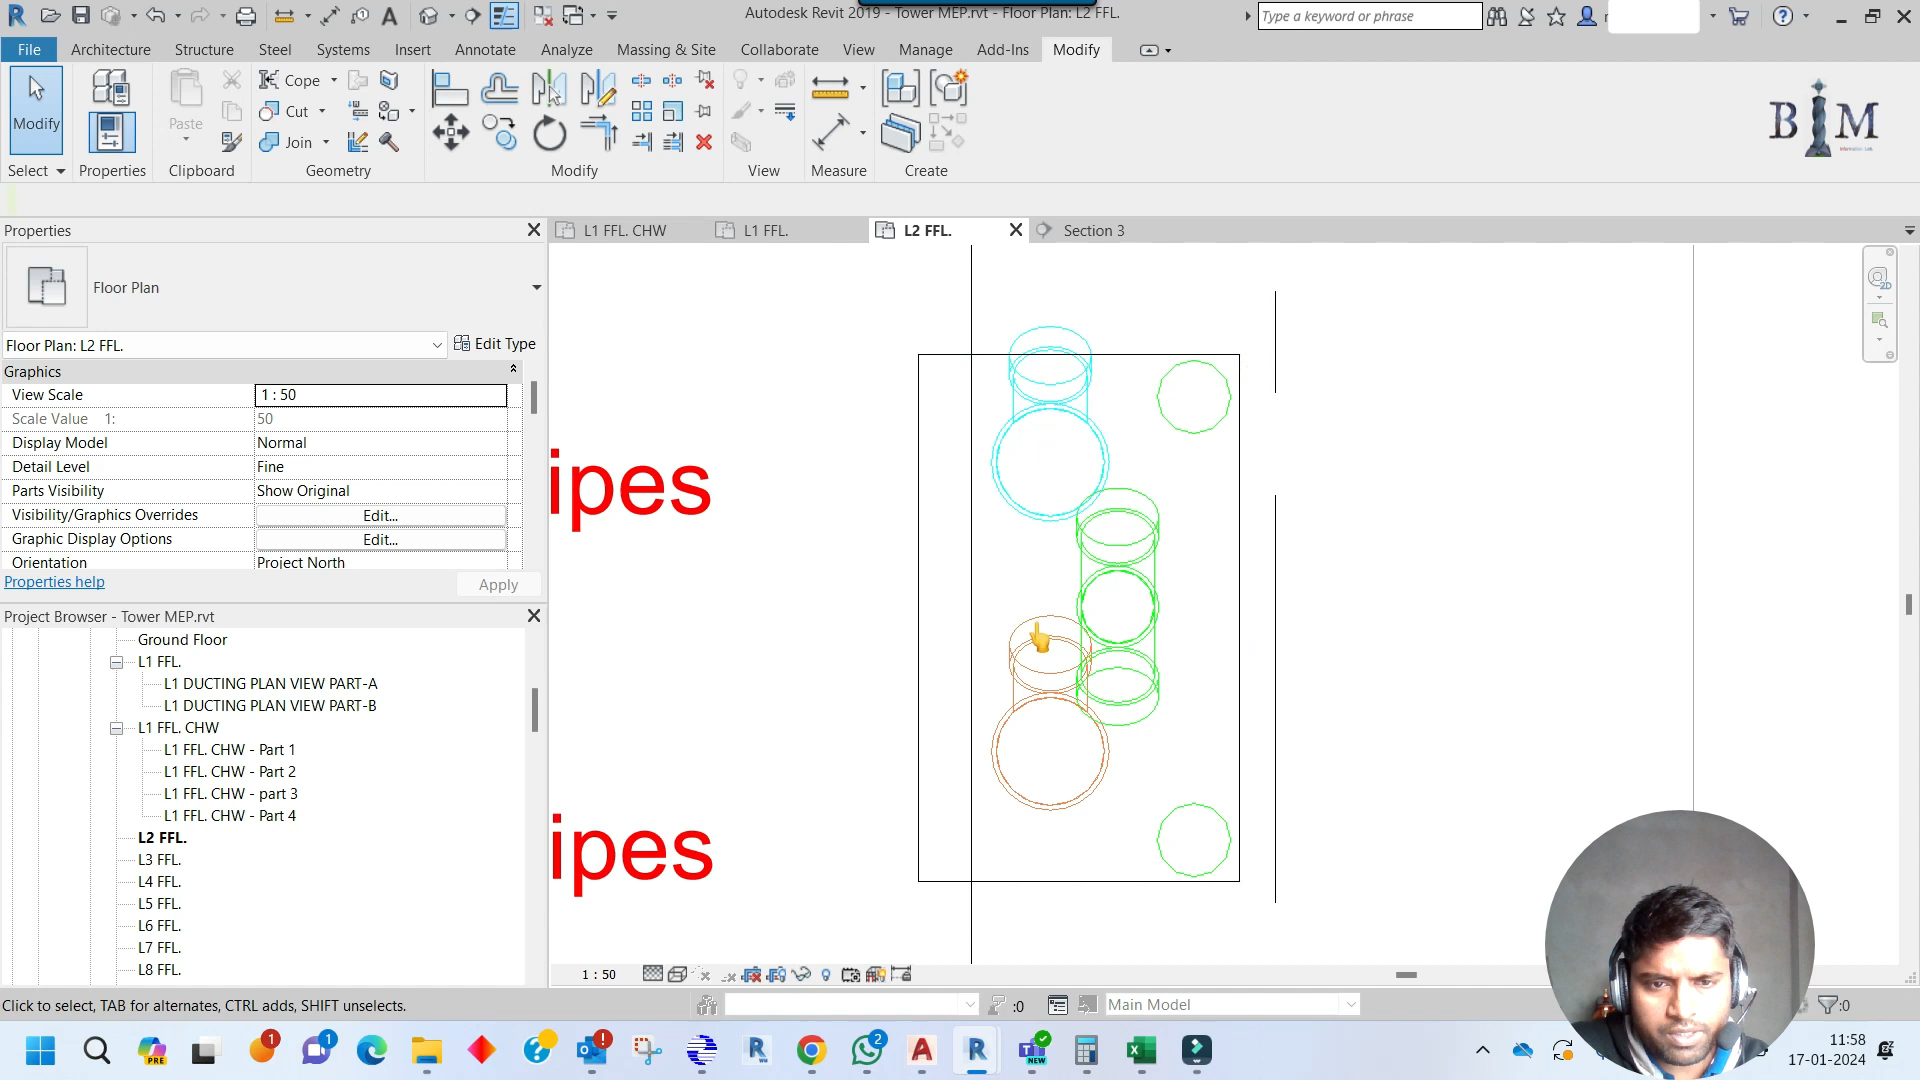 Autodesk Revit 2019 - Tower MEP.rvt - Floor Plan: L2 FFL.
Type a keyword or phrase
File Architecture Structure Steel Systems Insert Annotate Analyze Massing & Site Collaborate View Manage Add-Ins Modify
Modify
Paste
Cope
Cut
Join
Select Properties Clipboard Geometry Modify View Measure Create
BIM
Properties
L1 FFL. CHW
L1 FFL.
L2 FFL.
Section 3
Floor Plan
Floor Plan: L2 FFL.
Edit Type
Graphics
View Scale 1 : 50
Scale Value 1: 50
Display Model Normal
Detail Level Fine
Parts Visibility Show Original
Visibility/Graphics Overrides Edit...
Graphic Display Options Edit...
Orientation Project North
Properties help
Apply
ipes
ipes
2D
Project Browser - Tower MEP.rvt
Ground Floor
L1 FFL.
L1 DUCTING PLAN VIEW PART-A
L1 DUCTING PLAN VIEW PART-B
L1 FFL. CHW
L1 FFL. CHW - Part 1
L1 FFL. CHW - Part 2
L1 FFL. CHW - part 3
L1 FFL. CHW - Part 4
L2 FFL.
L3 FFL.
L4 FFL.
L5 FFL.
L6 FFL.
L7 FFL.
L8 FFL.
1 : 50
Click to select, TAB for alternates, CTRL adds, SHIFT unselects.
:0
Main Model
:0
PRE
1
1
2
NEW
11:58
17-01-2024